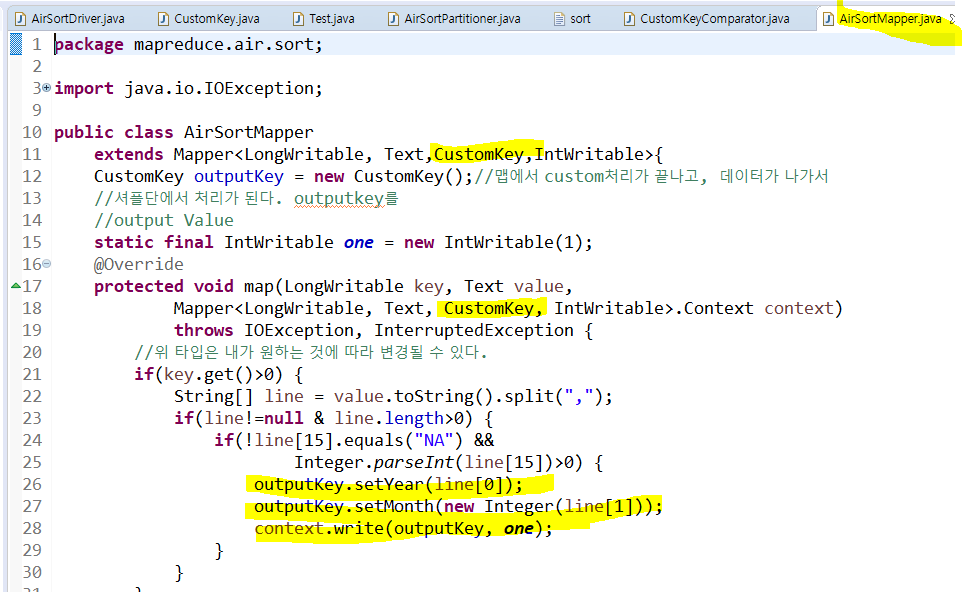 AirSortDriver.java CustomKey.java Test.java AirSortPartitioner.java sort CustomKeyComparator.java AirSortMapper.java
1 package mapreduce.air.sort;
2
3 import java.io.IOException;
9
10 public class AirSortMapper
11 extends Mapper<LongWritable, Text,CustomKey,IntWritable>{
12 CustomKey outputKey = new CustomKey();//맵에서 custom처리가 끝나고, 데이터가 나가서
13 //셔플단에서 처리가 된다. outputkey를
14 //output Value
15 static final IntWritable one = new IntWritable(1);
16 @Override
17 protected void map(LongWritable key, Text value,
18 Mapper<LongWritable, Text, CustomKey, IntWritable>.Context context)
19 throws IOException, InterruptedException {
20 //위 타입은 내가 원하는 것에 따라 변경될 수 있다.
21 if(key.get()>0) {
22 String[] line = value.toString().split(",");
23 if(line!=null & line.length>0) {
24 if(!line[15].equals("NA") &&
25 Integer.parseInt(line[15])>0) {
26 outputKey.setYear(line[0]);
27 outputKey.setMonth(new Integer(line[1]));
28 context.write(outputKey, one);
29 }
30 }